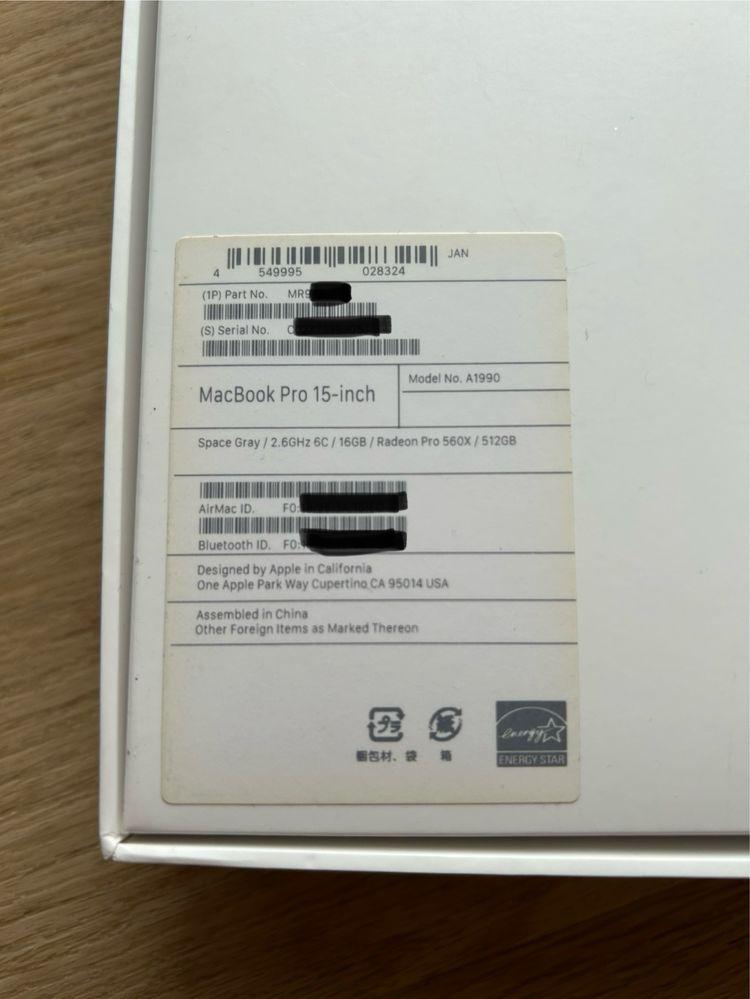 JAN
4 549995 028324
(1P) Part No. MR9
(S) Serial No. C
MacBook Pro 15-inch
Model No. A1990
Space Gray / 2.6GHz 6C / 16GB / Radeon Pro 560X / 512GB
AirMac ID. F0:
Bluetooth ID. F0:
Designed by Apple in California
One Apple Park Way Cupertino CA 95014 USA
Assembled in China
Other Foreign Items as Marked Thereon
プラ
紙
個包材、袋
箱
energy
ENERGY STAR